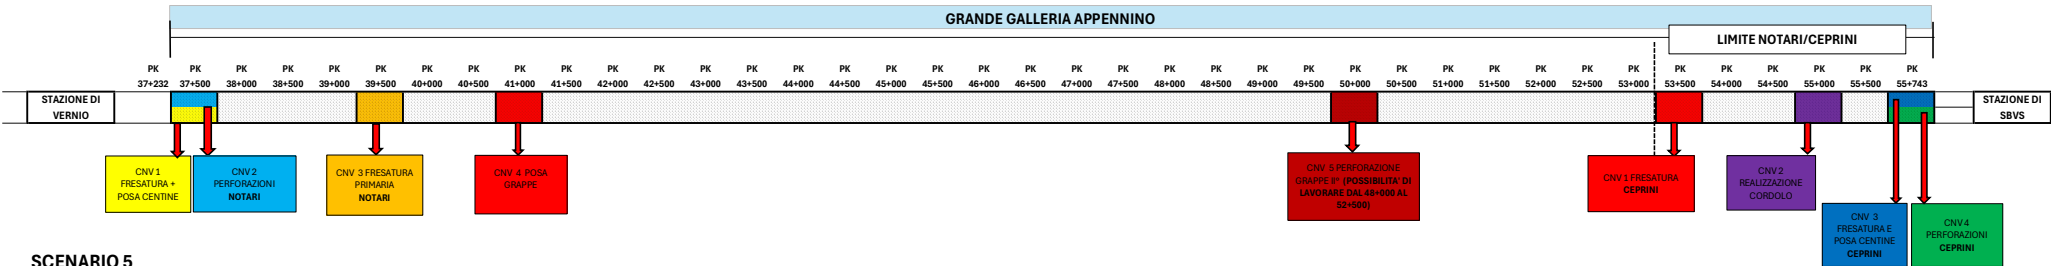 GRANDE GALLERIA APPENNINO
LIMITE NOTARI/CEPRINI
PK PK PK PK PK PK PK PK PK PK PK PK PK PK PK PK PK PK PK PK PK PK PK PK PK PK PK PK PK PK PK PK PK PK PK PK PK PK PK
37+232 37+500 38+000 38+500 39+000 39+500 40+000 40+500 41+000 41+500 42+000 42+500 43+000 43+500 44+000 44+500 45+000 45+500 46+000 46+500 47+000 47+500 48+000 48+500 49+000 49+500 50+000 50+500 51+000 51+500 52+000 52+500 53+000 53+500 54+000 54+500 55+000 55+500 55+743
STAZIONE DI
VERNIO
STAZIONE DI
SBVS
CNV 1
FRESATURA +
POSA CENTINE
CNV 2
PERFORAZIONI
NOTARI
CNV 3 FRESATURA
PRIMARIA
NOTARI
CNV 4 POSA
GRAPPE
CNV 5 PERFORAZIONE
GRAPPE II° (POSSIBILITA' DI
LAVORARE DAL 48+000 AL
52+500)
CNV 1 FRESATURA
CEPRINI
CNV 2
REALIZZAZIONE
CORDOLO
CNV 3
FRESATURA E
POSA CENTINE
CEPRINI
CNV 4
PERFORAZIONI
CEPRINI
SCENARIO 5